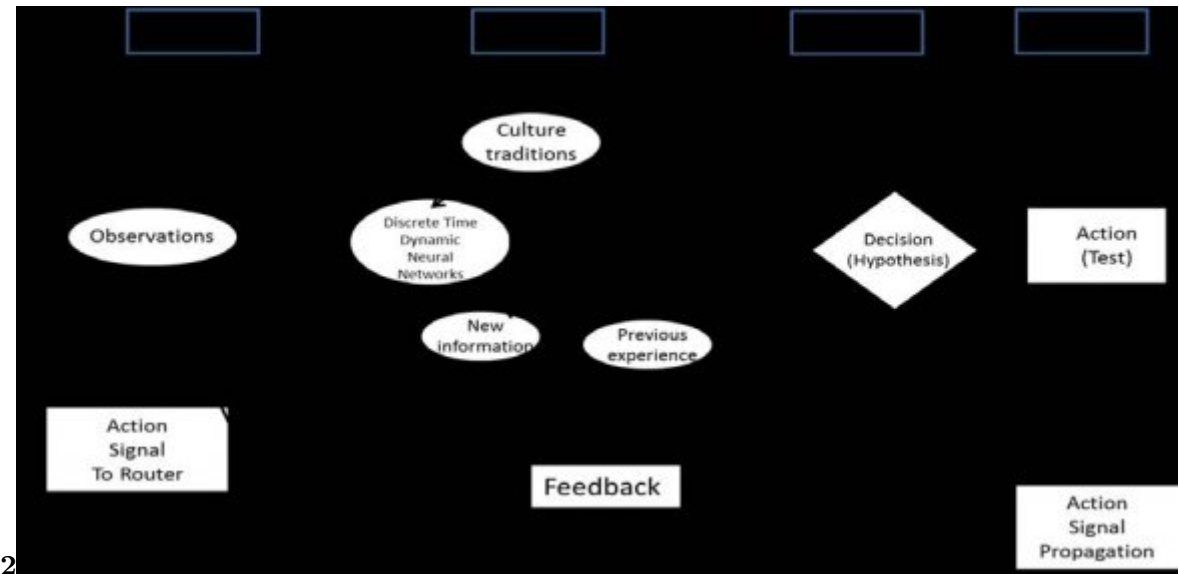 Culture
traditions
Observations
Discrete Time
Dynamic
Neural
Networks
Decision
(Hypothesis)
Action
(Test)
New
information
Previous
experience
Action
Signal
To Router
Feedback
Action
Signal
Propagation
2